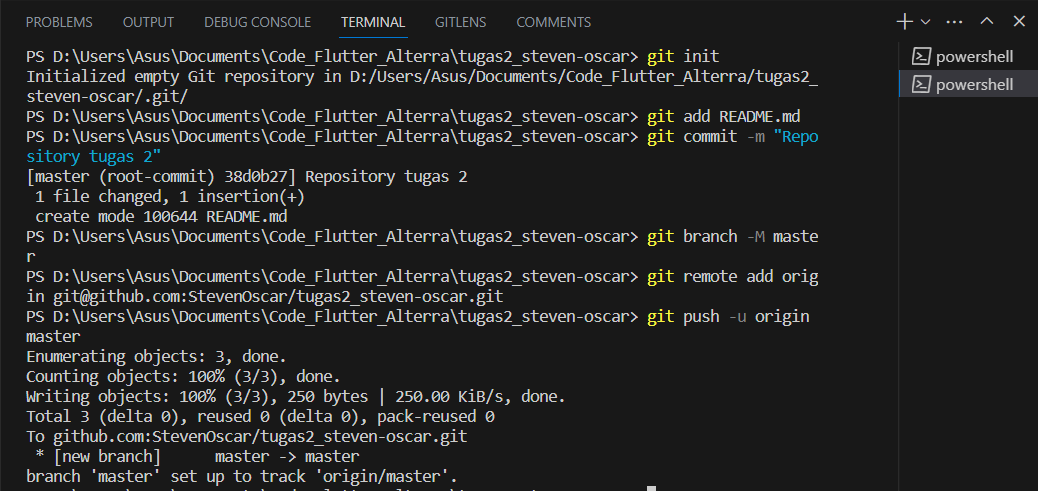 PROBLEMS OUTPUT DEBUG CONSOLE TERMINAL GITLENS COMMENTS
powershell
powershell
PS D:\Users\Asus\Documents\Code_Flutter_Alterra\tugas2_steven-oscar> git init
Initialized empty Git repository in D:/Users/Asus/Documents/Code_Flutter_Alterra/tugas2_
steven-oscar/.git/
PS D:\Users\Asus\Documents\Code_Flutter_Alterra\tugas2_steven-oscar> git add README.md
PS D:\Users\Asus\Documents\Code_Flutter_Alterra\tugas2_steven-oscar> git commit -m "Repo
sitory tugas 2"
[master (root-commit) 38d0b27] Repository tugas 2
 1 file changed, 1 insertion(+)
 create mode 100644 README.md
PS D:\Users\Asus\Documents\Code_Flutter_Alterra\tugas2_steven-oscar> git branch -M maste
r
PS D:\Users\Asus\Documents\Code_Flutter_Alterra\tugas2_steven-oscar> git remote add orig
in git@github.com:StevenOscar/tugas2_steven-oscar.git
PS D:\Users\Asus\Documents\Code_Flutter_Alterra\tugas2_steven-oscar> git push -u origin
master
Enumerating objects: 3, done.
Counting objects: 100% (3/3), done.
Writing objects: 100% (3/3), 250 bytes | 250.00 KiB/s, done.
Total 3 (delta 0), reused 0 (delta 0), pack-reused 0
To github.com:StevenOscar/tugas2_steven-oscar.git
 * [new branch]      master -> master
branch 'master' set up to track 'origin/master'.